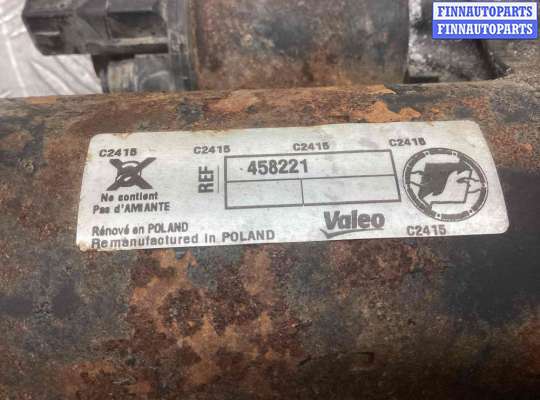 FINNAUTOPARTS
FINNAUTOPARTS
C2415 C2415 C2415 C2415
REF 458221
Ne contient
Pas d'AMIANTE
Rénové en POLAND
Remanufactured in POLAND
Valeo
C2415